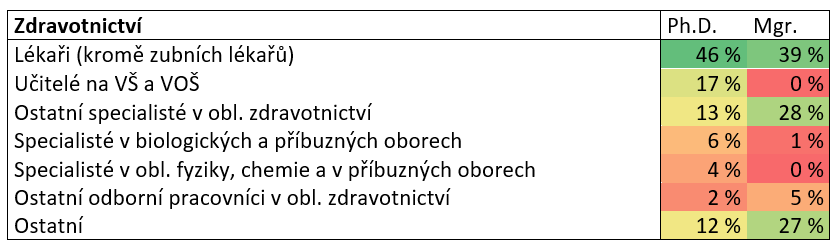 Zdravotnictví Ph.D. Mgr.
Lékaři (kromě zubních lékařů) 46 % 39 %
Učitelé na VŠ a VOŠ 17 % 0 %
Ostatní specialisté v obl. zdravotnictví 13 % 28 %
Specialisté v biologických a příbuzných oborech 6 % 1 %
Specialisté v obl. fyziky, chemie a v příbuzných oborech 4 % 0 %
Ostatní odborní pracovníci v obl. zdravotnictví 2 % 5 %
Ostatní 12 % 27 %